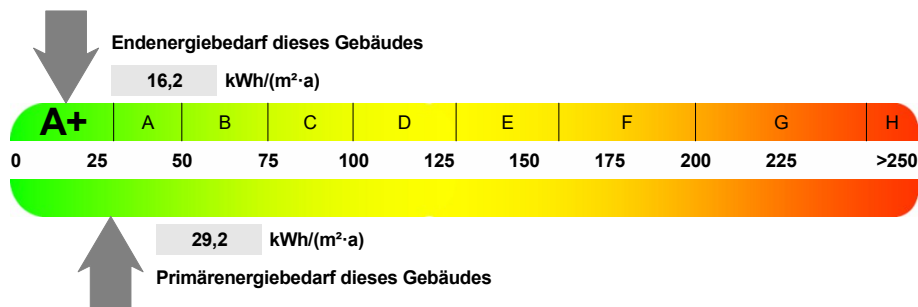 Endenergiebedarf dieses Gebäudes
16,2 kWh/(m²·a)
A+ A B C D E F G H
0 25 50 75 100 125 150 175 200 225 >250
29,2 kWh/(m²·a)
Primärenergiebedarf dieses Gebäudes